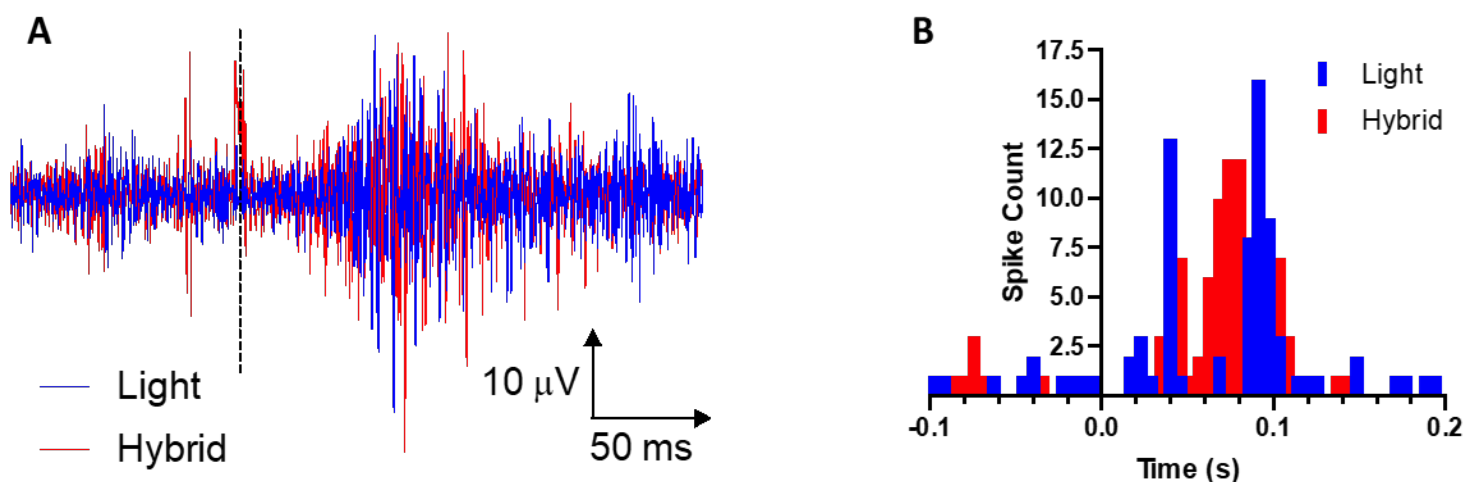 A
Light
Hybrid
10 μV
50 ms
B
17.5
15.0
12.5
10.0
7.5
5.0
2.5
Spike Count
Light
Hybrid
-0.1
0.0
0.1
0.2
Time (s)